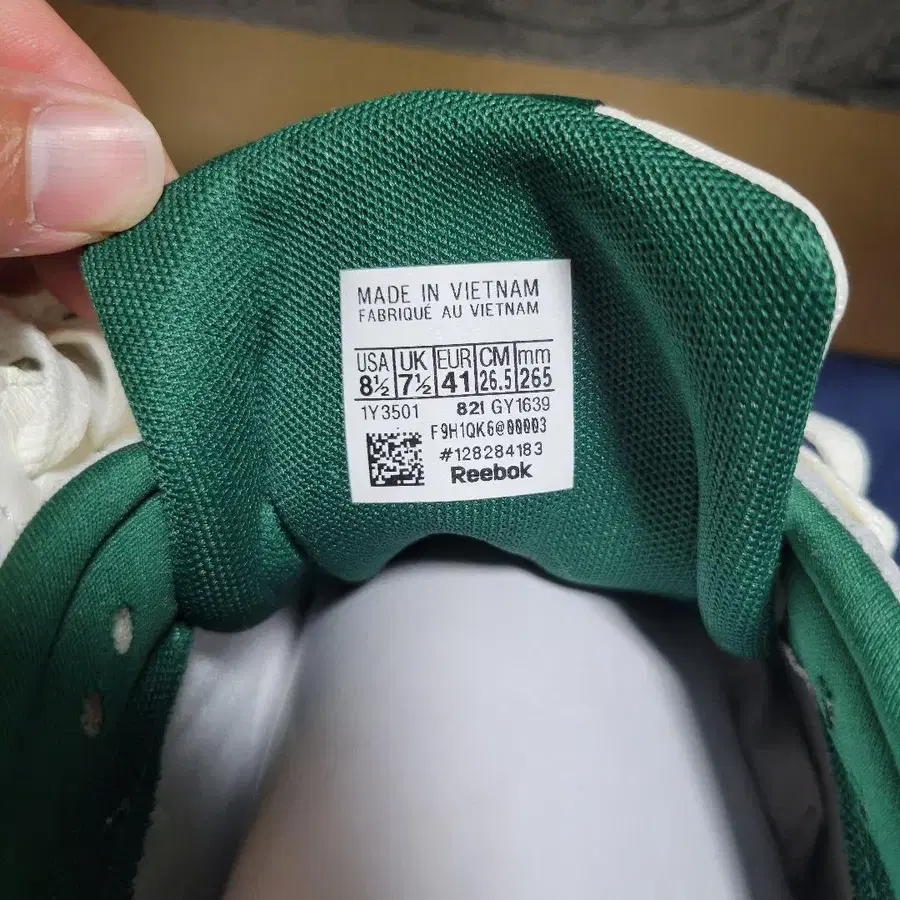 MADE IN VIETNAM
FABRIQUÉ AU VIETNAM
USA UK EUR CM mm
8½ 7½ 41 26.5 265
1Y3501 821 GY1639
F9H1QK6@00003
#128284183
Reebok